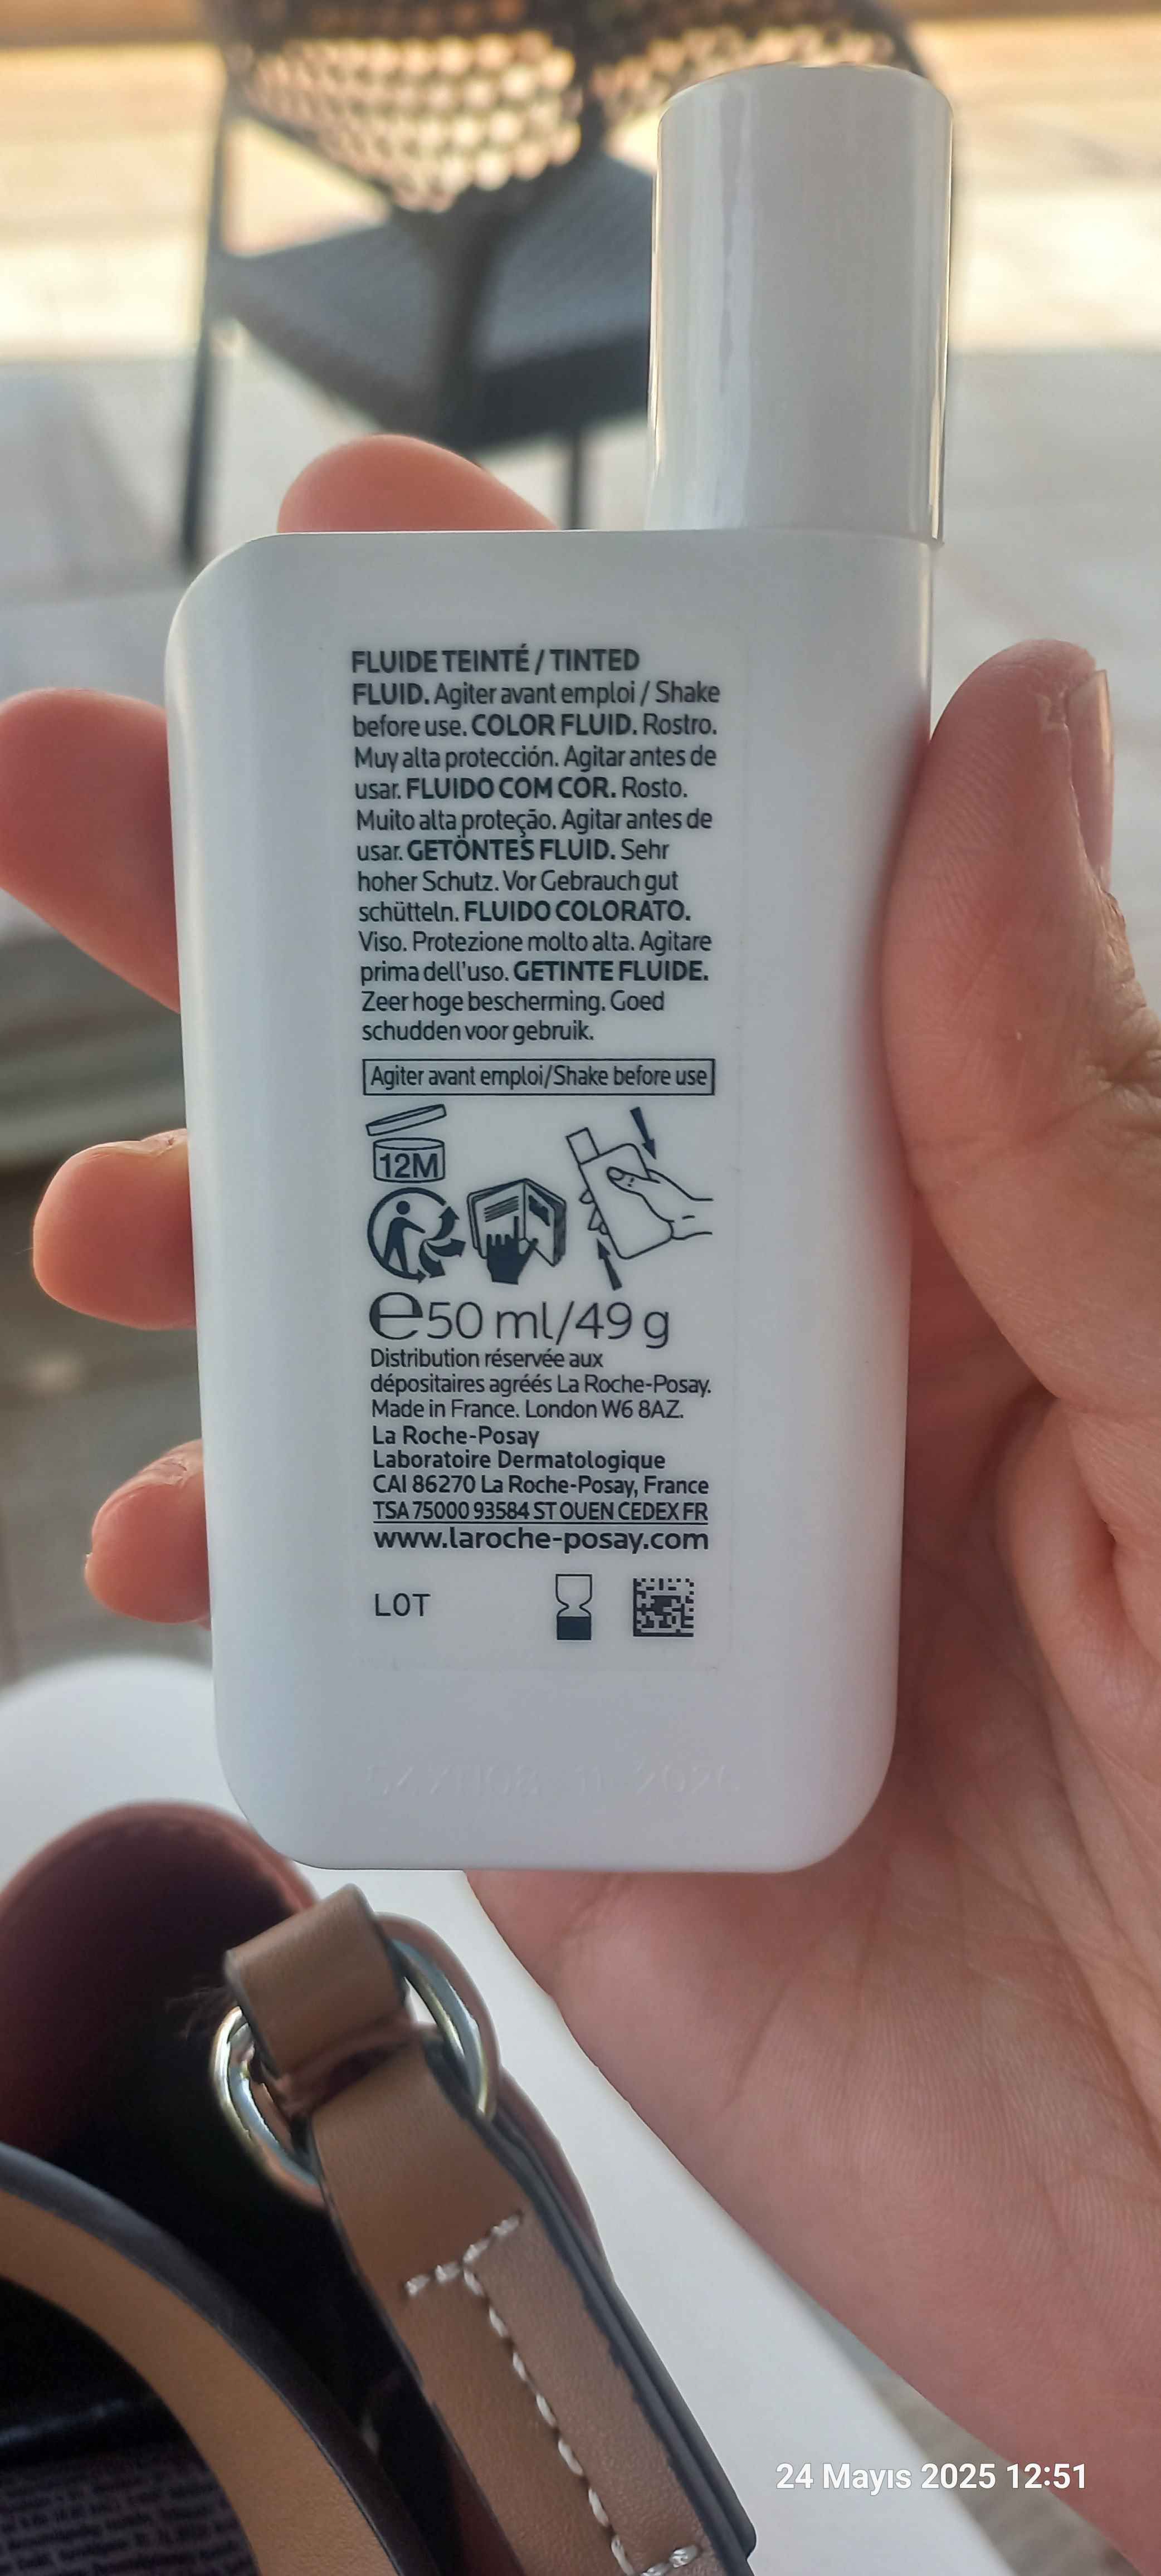 FLUIDE TEINTÉ / TINTED
FLUID. Agiter avant emploi / Shake
before use. COLOR FLUID. Rostro.
Muy alta protección. Agitar antes de
usar. FLUIDO COM COR. Rosto.
Muito alta proteção. Agitar antes de
usar. GETÖNTES FLUID. Sehr
hoher Schutz. Vor Gebrauch gut
schütteln. FLUIDO COLORATO.
Viso. Protezione molto alta. Agitare
prima dell'uso. GETINTE FLUIDE.
Zeer hoge bescherming. Goed
schudden voor gebruik.
Agiter avant emploi/Shake before use
12M
e 50 ml/49 g
Distribution réservée aux
dépositaires agréés La Roche-Posay.
Made in France. London W6 8AZ.
La Roche-Posay
Laboratoire Dermatologique
CAI 86270 La Roche-Posay, France
TSA 75000 93584 ST OUEN CEDEX FR
www.laroche-posay.com
LOT
11 2026
24 Mayıs 2025 12:51